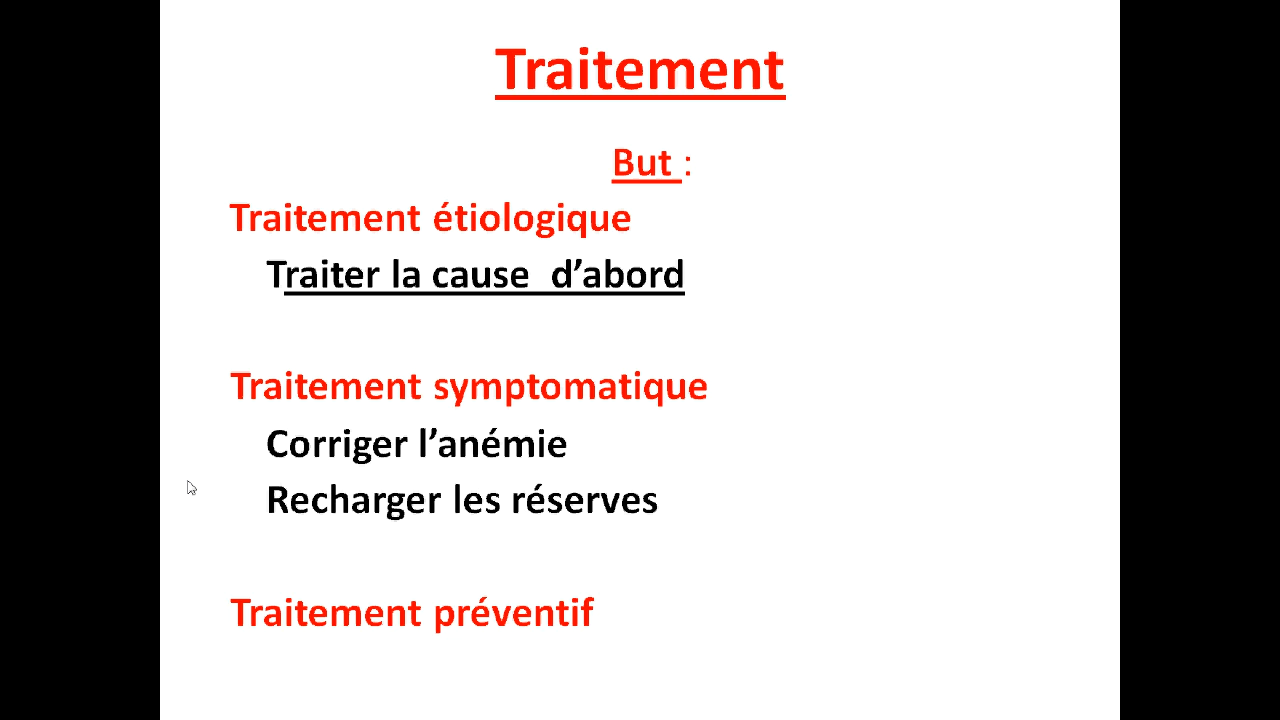 Traitement
But :
Traitement étiologique
Traiter la cause d’abord
Traitement symptomatique
Corriger l’anémie
Recharger les réserves
Traitement préventif